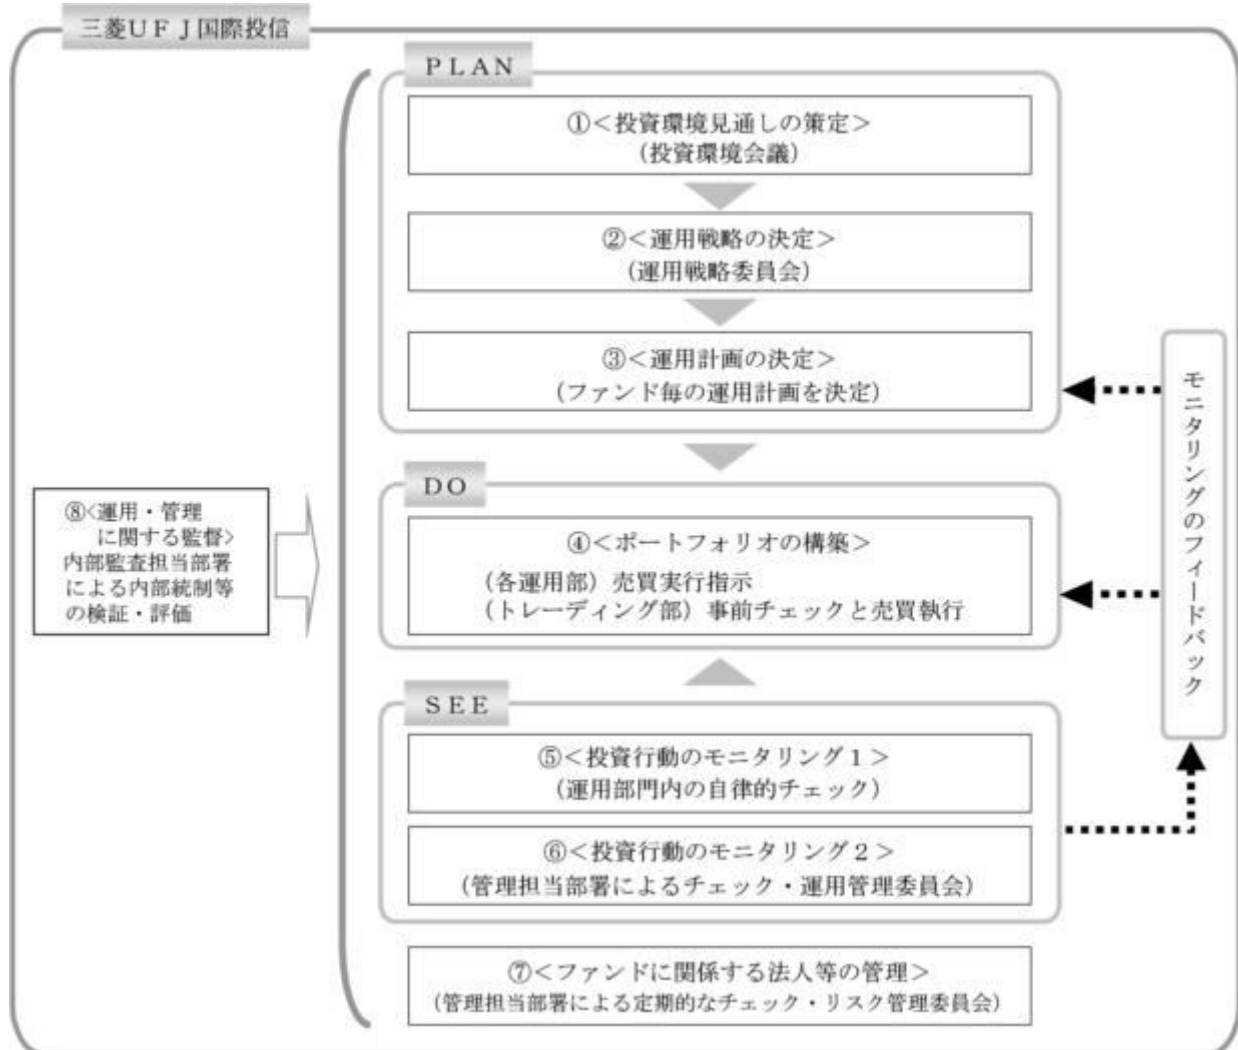 三菱ＵＦＪ国際投信
ＰＬＡＮ
①＜投資環境見通しの策定＞
（投資環境会議）
②＜運用戦略の決定＞
（運用戦略委員会）
③＜運用計画の決定＞
（ファンド毎の運用計画を決定）
ＤＯ
④＜ポートフォリオの構築＞
（各運用部）売買実行指示
（トレーディング部）事前チェックと売買執行
ＳＥＥ
⑤＜投資行動のモニタリング１＞
（運用部門内の自律的チェック）
⑥＜投資行動のモニタリング２＞
（管理担当部署によるチェック・運用管理委員会）
⑦＜ファンドに関係する法人等の管理＞
（管理担当部署による定期的なチェック・リスク管理委員会）
⑧<運用・管理
に関する監督>
内部監査担当部署
による内部統制等
の検証・評価
モニタリングのフィードバック